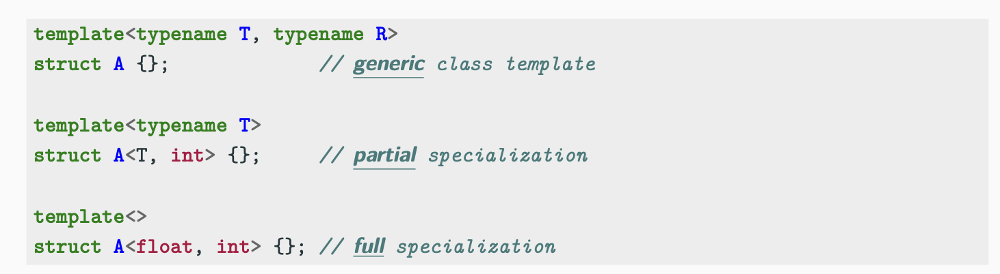 template<typename T, typename R>
struct A {}; // generic class template
template<typename T>
struct A<T, int> {}; // partial specialization
template<>
struct A<float, int> {}; // full specialization